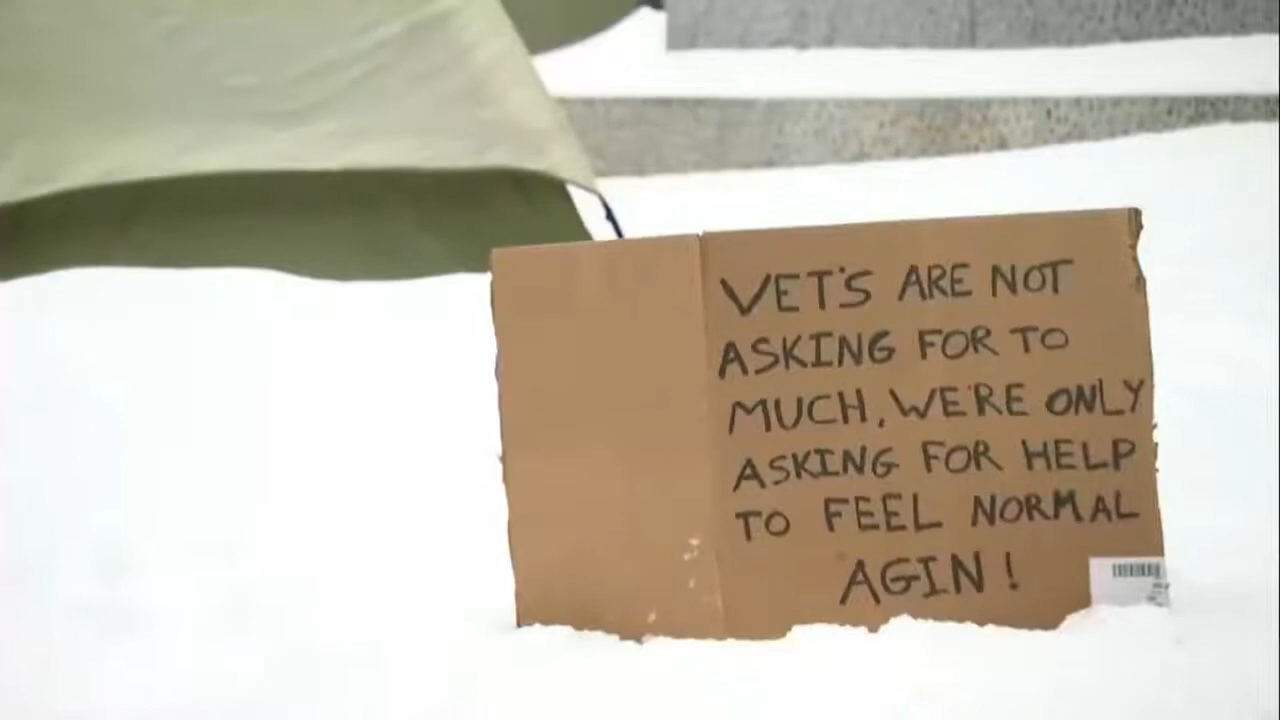 VET'S ARE NOT
ASKING FOR TO
MUCH, WE'RE ONLY
ASKING FOR HELP
TO FEEL NORMAL
AGIN!